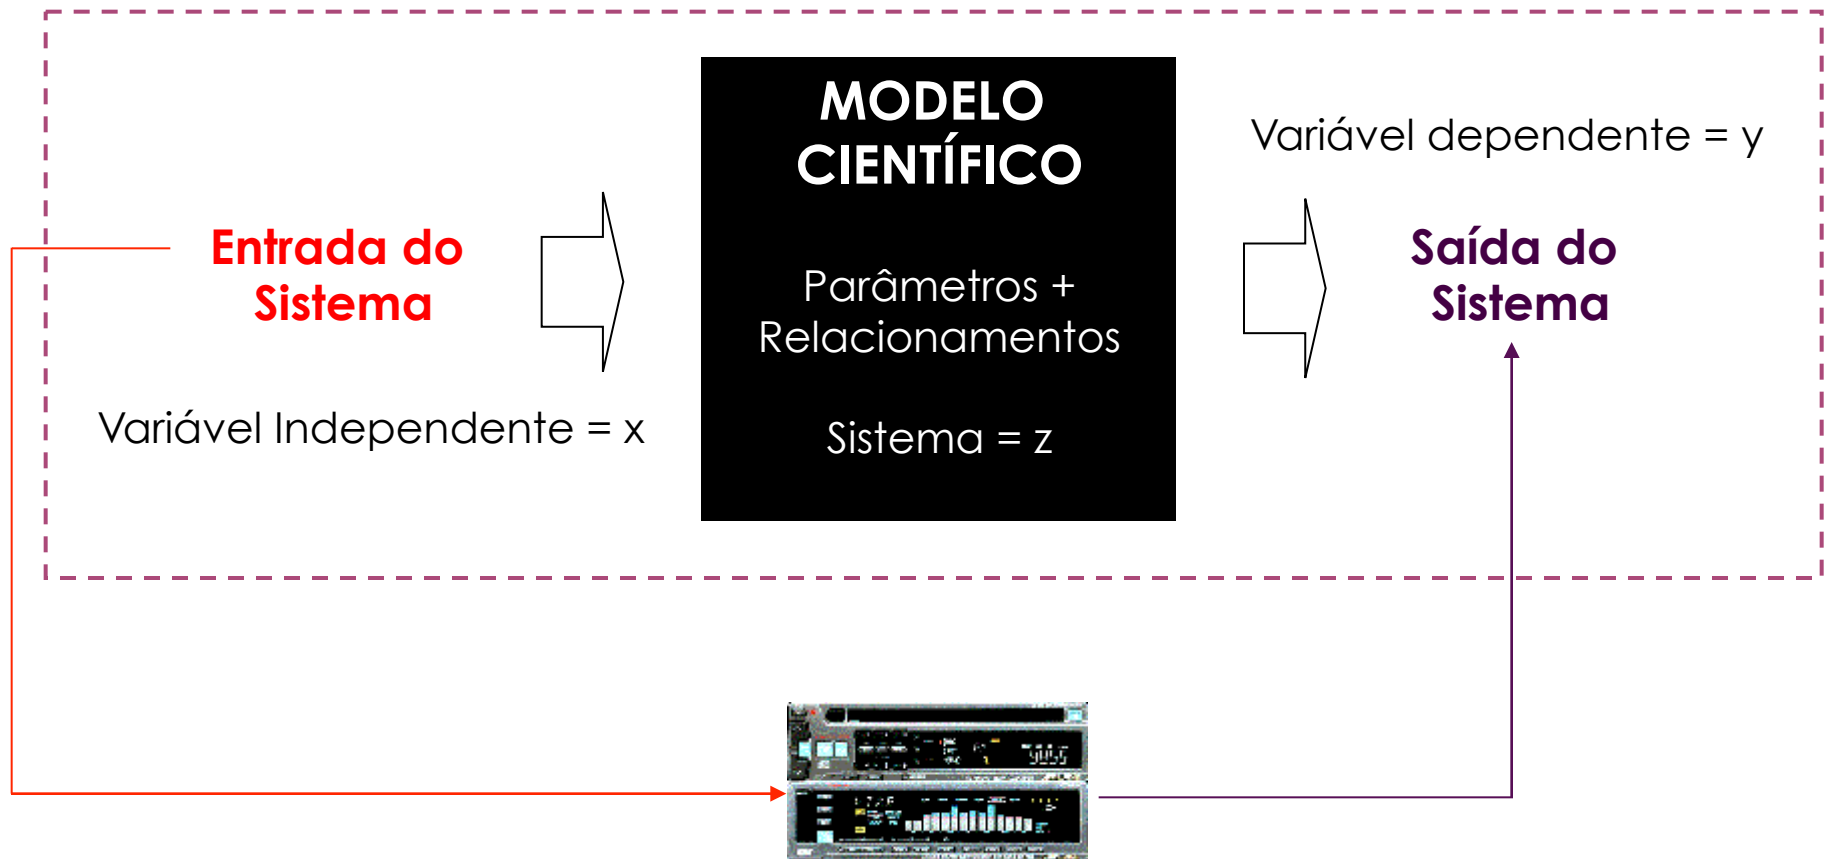 MODELO
CIENTÍFICO
Variável dependente = y
Entrada do
Sistema
Parâmetros +
Relacionamentos
Saída do
Sistema
Variável Independente = x
Sistema = z